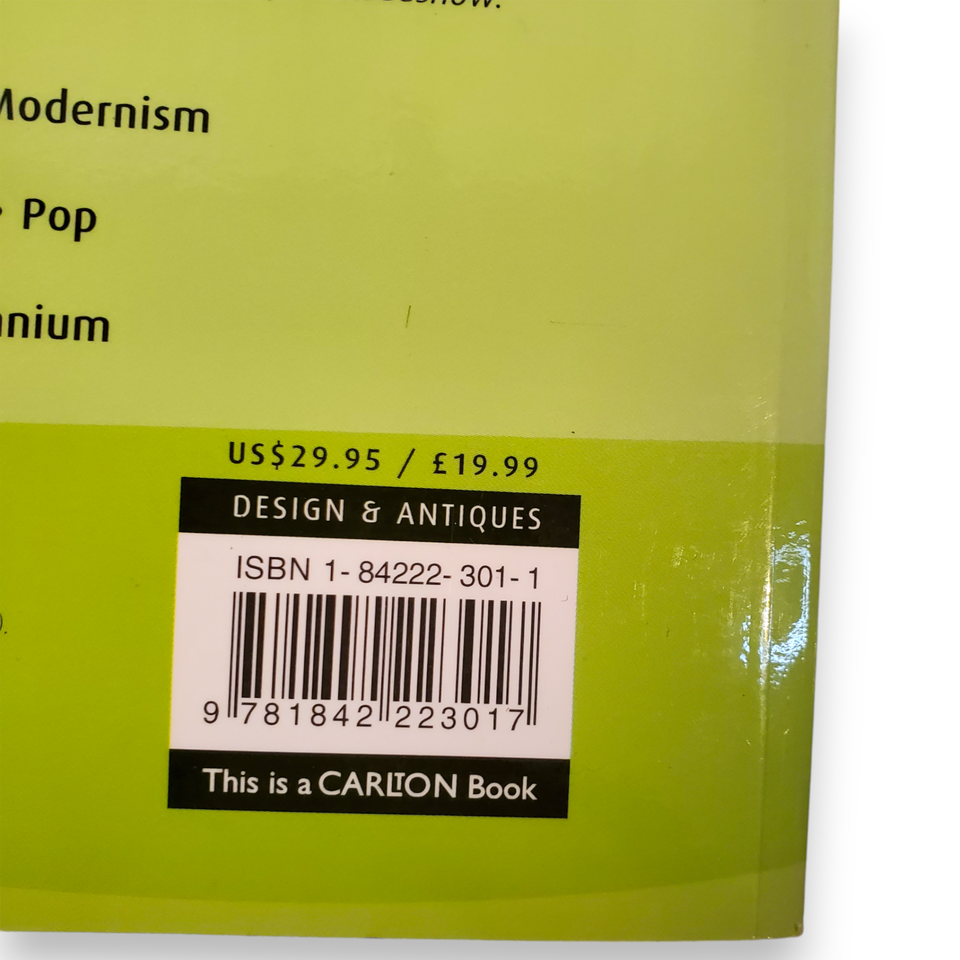 Modernism
• Pop
US$29.95 / £19.99
DESIGN & ANTIQUES
ISBN 1-84222-301-1
9 781842 223017
This is a CARLTON Book